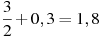 3/2 + 0,3 = 1,8